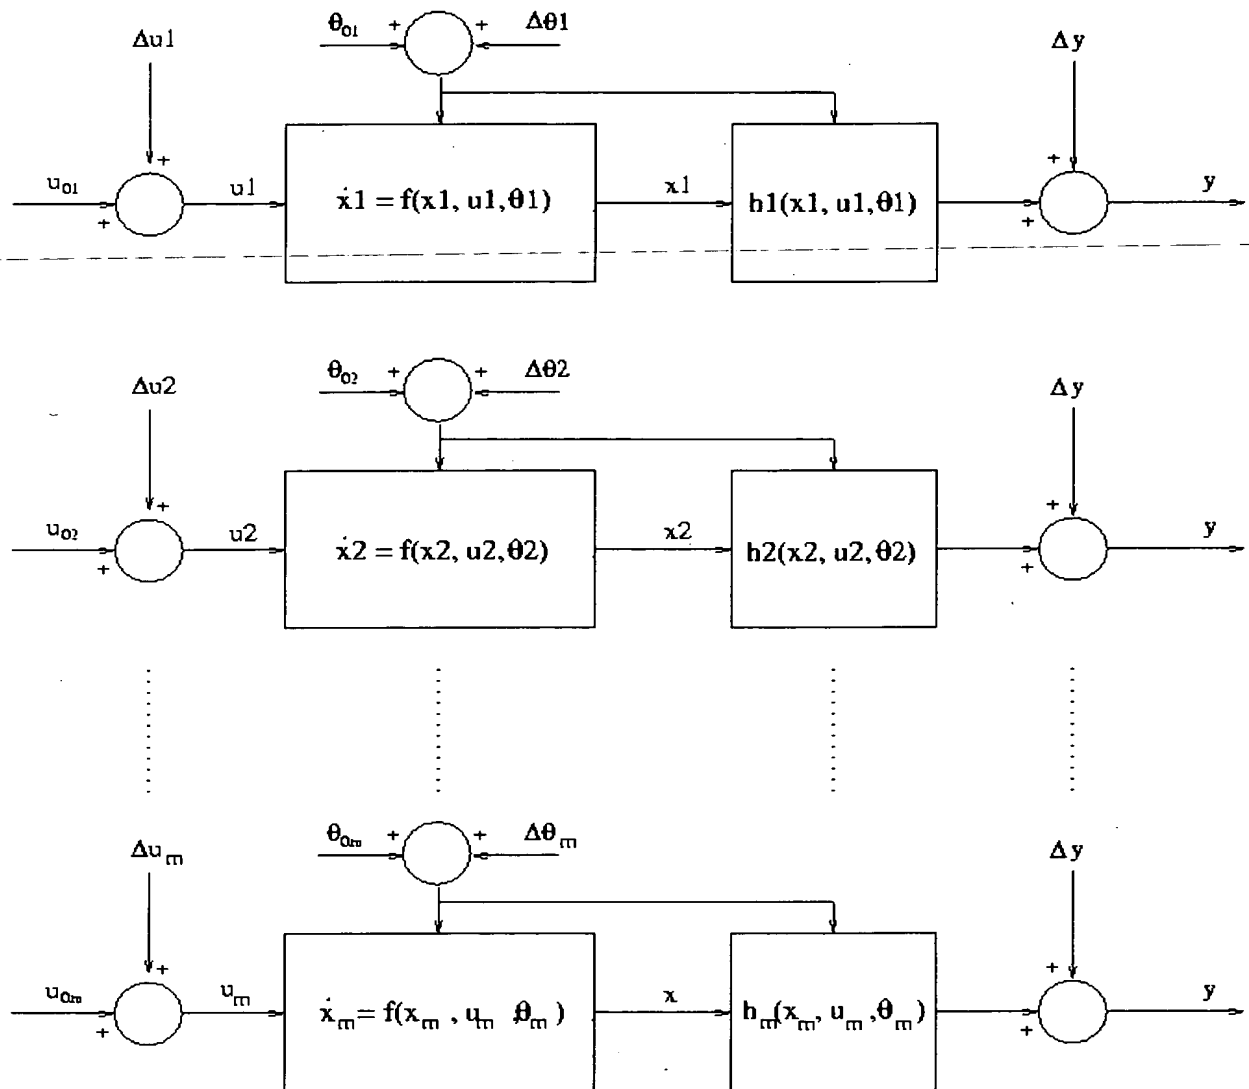 θ01 + + Δθ1
Δu1 Δy
+ +
u01 u1 ẋ1 = f(x1, u1,θ1) x1 h1(x1, u1,θ1) y
+ +
θ02 + + Δθ2
Δu2 Δy
+ +
u02 u2 ẋ2 = f(x2, u2,θ2) x2 h2(x2, u2,θ2) y
+ +
θ0m + + Δθm
Δum Δy
+ +
u0m um ẋm = f(xm , um ,θm) x hm(xm, um ,θm) y
+ +